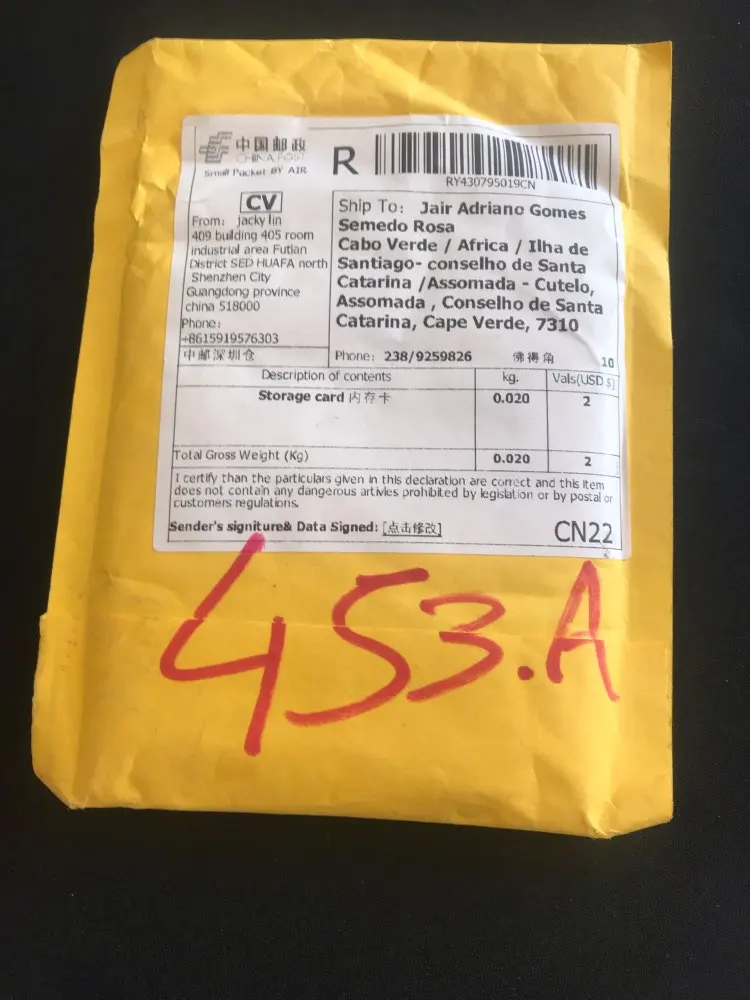 中国邮政
CHINA POST
Small Packet BY AIR
R
RY430795019CN
CV
From: jacky lin
409 building 405 room
industrial area Futian
District SED HUAFA north
Shenzhen City
Guangdong province
china 518000
Phone:
+8615919576303
中邮深圳仓
Ship To: Jair Adriano Gomes
Semedo Rosa
Cabo Verde / Africa / Ilha de
Santiago- conselho de Santa
Catarina /Assomada - Cutelo,
Assomada , Conselho de Santa
Catarina, Cape Verde, 7310
Phone: 238/9259826 佛得角 10
Description of contents kg. Vals(USD $)
Storage card 内存卡 0.020 2
Total Gross Weight (Kg) 0.020 2
I certify than the particulars given in this declaration are correct and this item
does not contain any dangerous artivles prohibited by legislation or by postal or
customers regulations.
Sender's signiture& Data Signed: [点击修改]
CN22
453.A